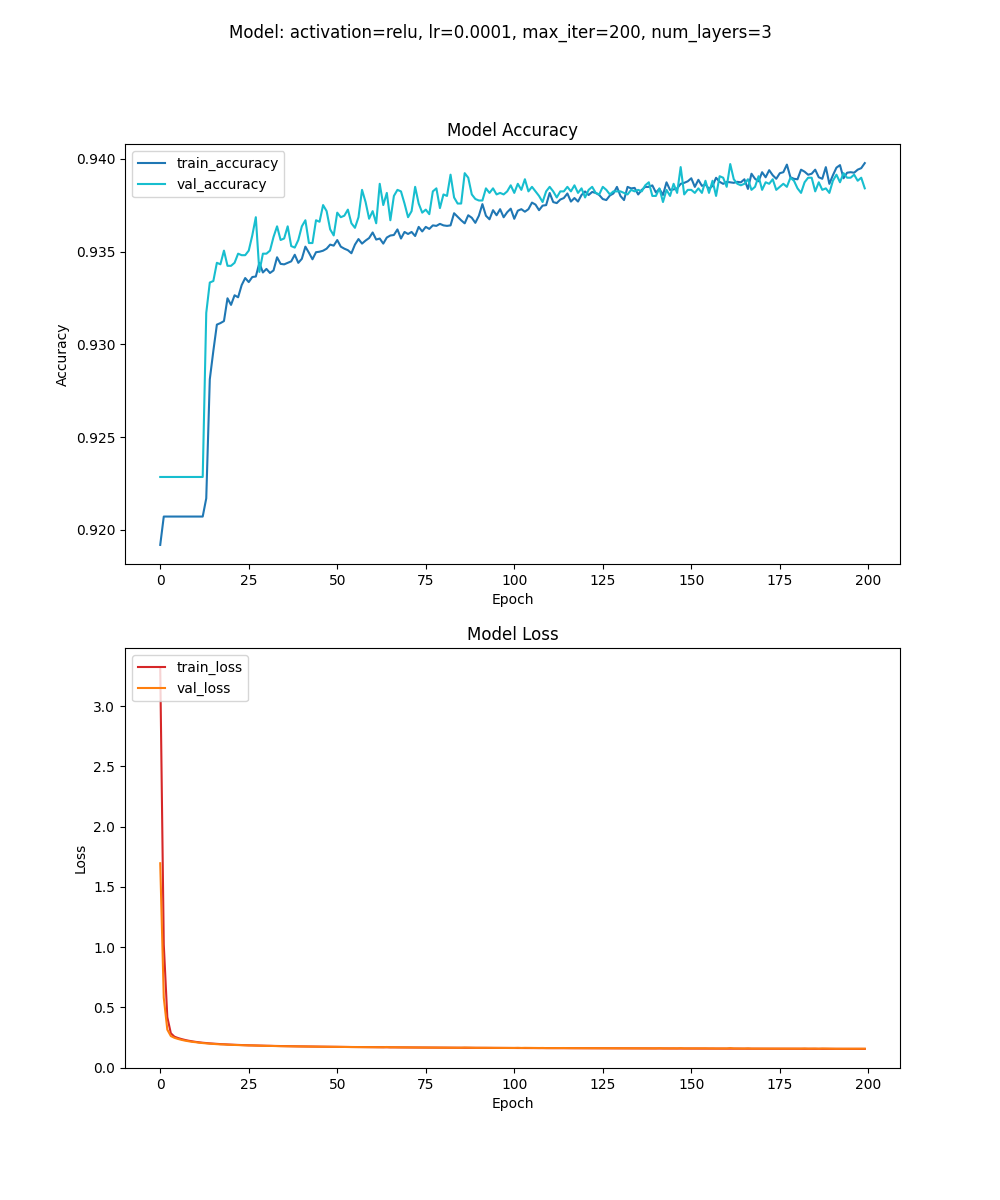 Model: activation=relu, lr=0.0001, max_iter=200, num_layers=3
Model Accuracy
train_accuracy
val_accuracy
0.940
0.935
0.930
0.925
0.920
Accuracy
0 25 50 75 100 125 150 175 200
Epoch
Model Loss
train_loss
val_loss
3.0
2.5
2.0
1.5
1.0
0.5
0.0
Loss
0 25 50 75 100 125 150 175 200
Epoch